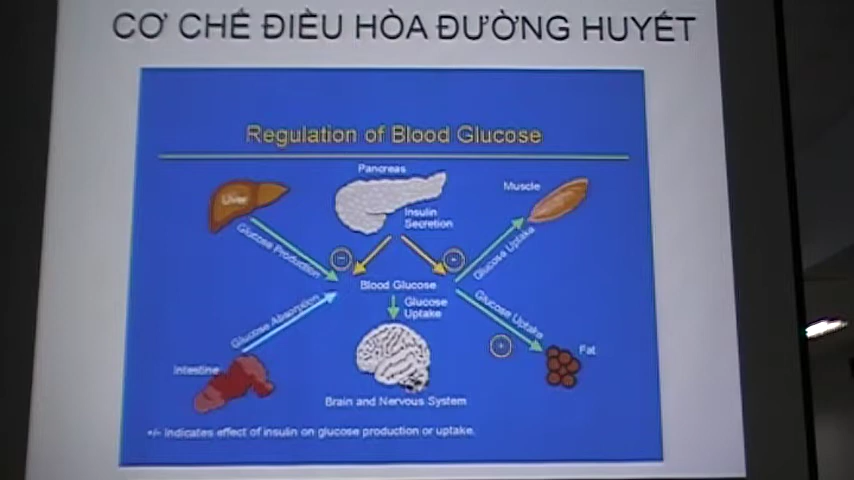 CƠ CHẾ ĐIỀU HÒA ĐƯỜNG HUYẾT
Regulation of Blood Glucose
Pancreas
Liver
Muscle
Insulin
Secretion
Glucose Production
Glucose Uptake
Blood Glucose
Glucose Absorption
Glucose
Uptake
Glucose Uptake
Intestine
Fat
Brain and Nervous System
+/- Indicates effect of insulin on glucose production or uptake.